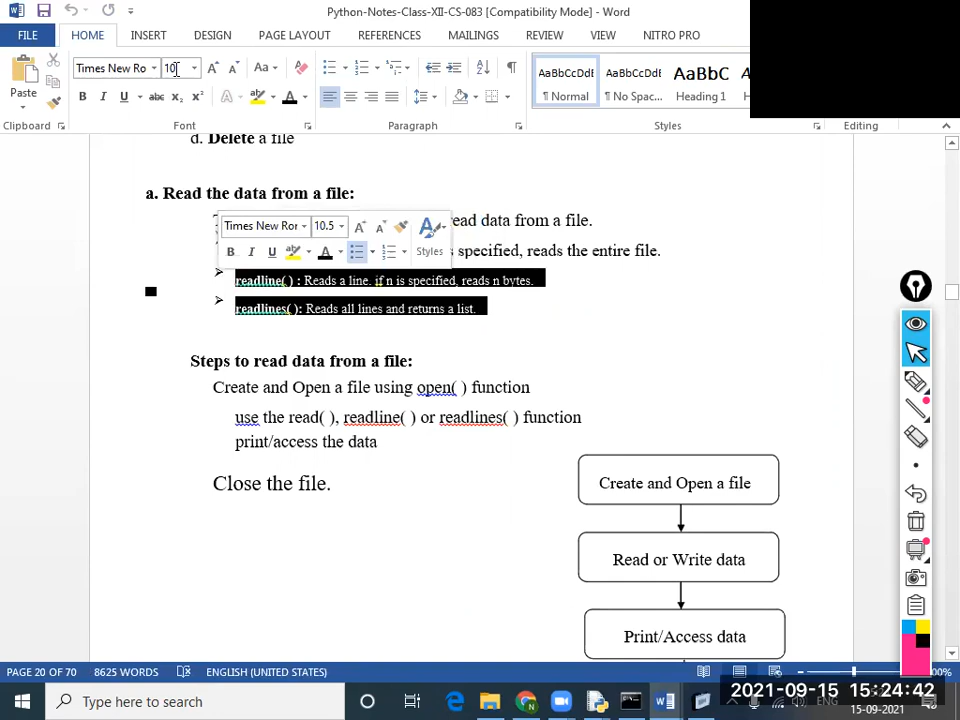 Python-Notes-Class-XII-CS-083 [Compatibility Mode] - Word
FILE HOME INSERT DESIGN PAGE LAYOUT REFERENCES MAILINGS REVIEW VIEW NITRO PRO
Times New Ro 10
Paste
AaBbCcDdE AaBbCcDdE AaBbC
¶ Normal ¶ No Spac... Heading 1
Clipboard Font Paragraph Styles Editing
d. Delete a file
a. Read the data from a file:
read data from a file.
Times New Ror 10.5
Styles
specified, reads the entire file.
readline( ) : Reads a line. if n is specified, reads n bytes.
readlines( ): Reads all lines and returns a list.
Steps to read data from a file:
Create and Open a file using open( ) function
use the read( ), readline( ) or readlines( ) function
print/access the data
Close the file.
Create and Open a file
Read or Write data
Print/Access data
PAGE 20 OF 70 8625 WORDS ENGLISH (UNITED STATES)
Type here to search
2021-09-15 15:24:42
15-09-2021